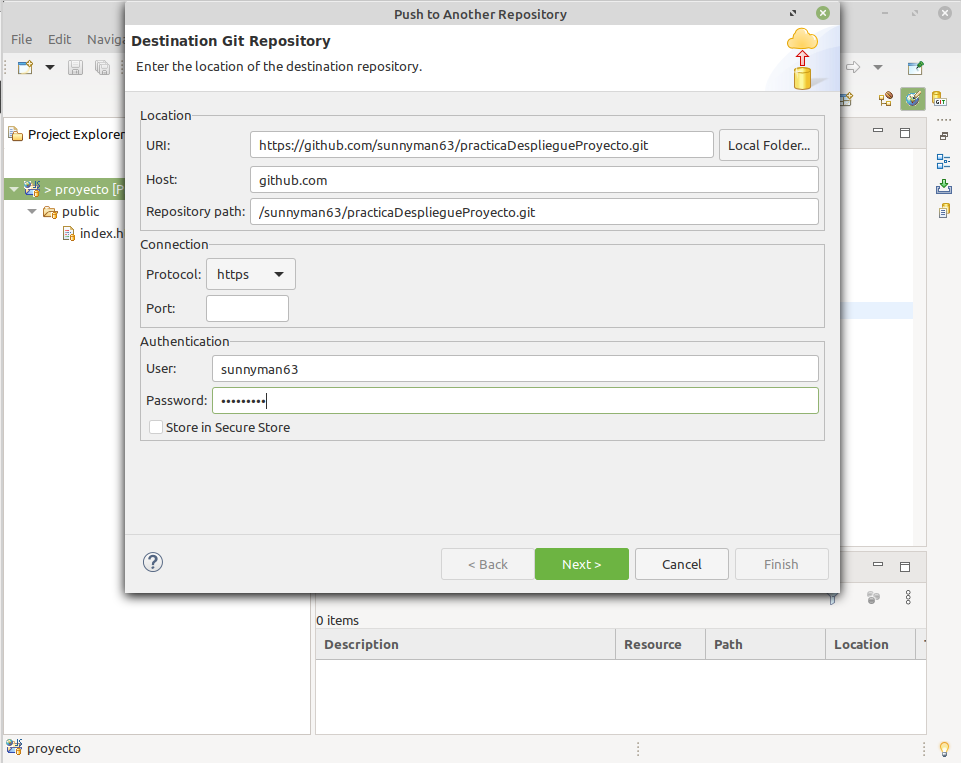 Push to Another Repository
File Edit
Destination Git Repository
Enter the location of the destination repository.
GIT
Project Explorer
Location
URI: https://github.com/sunnyman63/practicaDespliegueProyecto.git Local Folder...
Host: github.com
Repository path: /sunnyman63/practicaDespliegueProyecto.git
> proyecto
public
Connection
Protocol: https
Port:
Authentication
User: sunnyman63
Password: •••••••••
Store in Secure Store
?
< Back Next > Cancel Finish
0 items
Description Resource Path Location
proyecto